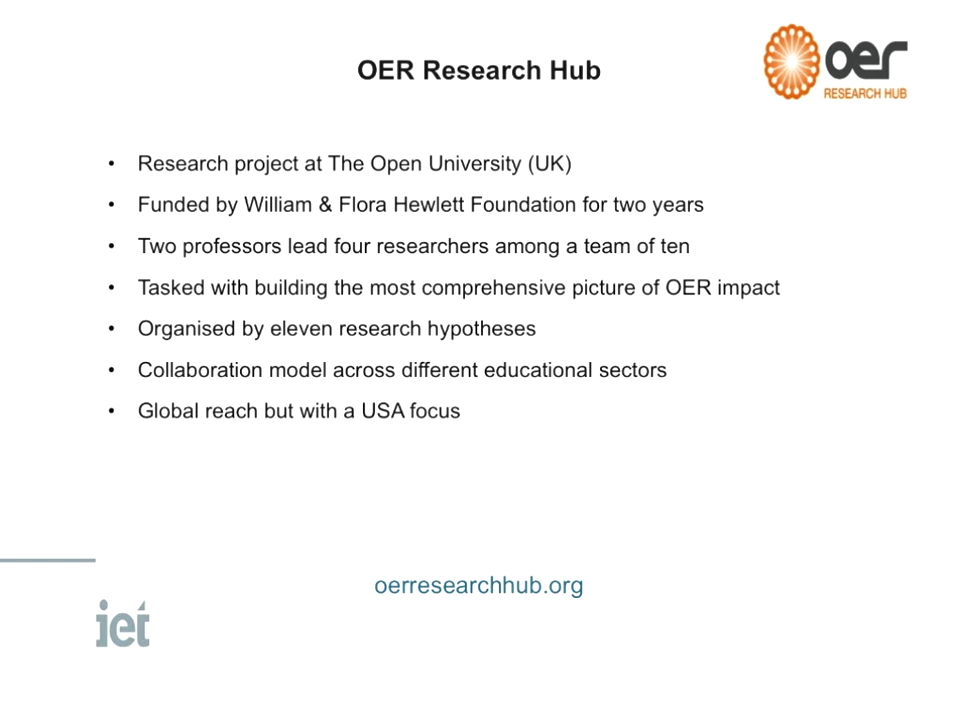 OER Research Hub
oer
RESEARCH HUB
• Research project at The Open University (UK)
• Funded by William & Flora Hewlett Foundation for two years
• Two professors lead four researchers among a team of ten
• Tasked with building the most comprehensive picture of OER impact
• Organised by eleven research hypotheses
• Collaboration model across different educational sectors
• Global reach but with a USA focus
oerresearchhub.org
iet